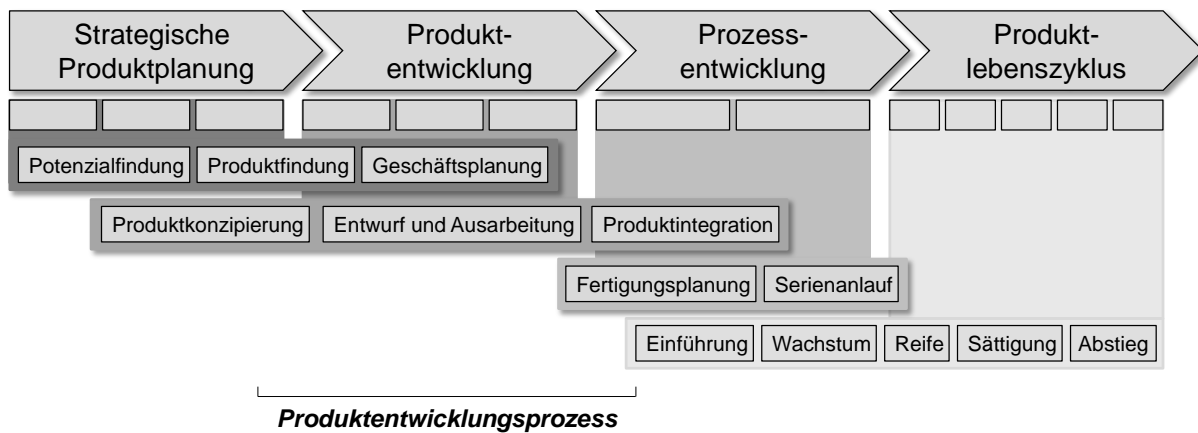 Strategische
Produktplanung
Produkt-
entwicklung
Prozess-
entwicklung
Produkt-
lebenszyklus
Potenzialfindung
Produktfindung
Geschäftsplanung
Produktkonzipierung
Entwurf und Ausarbeitung
Produktintegration
Fertigungsplanung
Serienanlauf
Einführung
Wachstum
Reife
Sättigung
Abstieg
Produktentwicklungsprozess